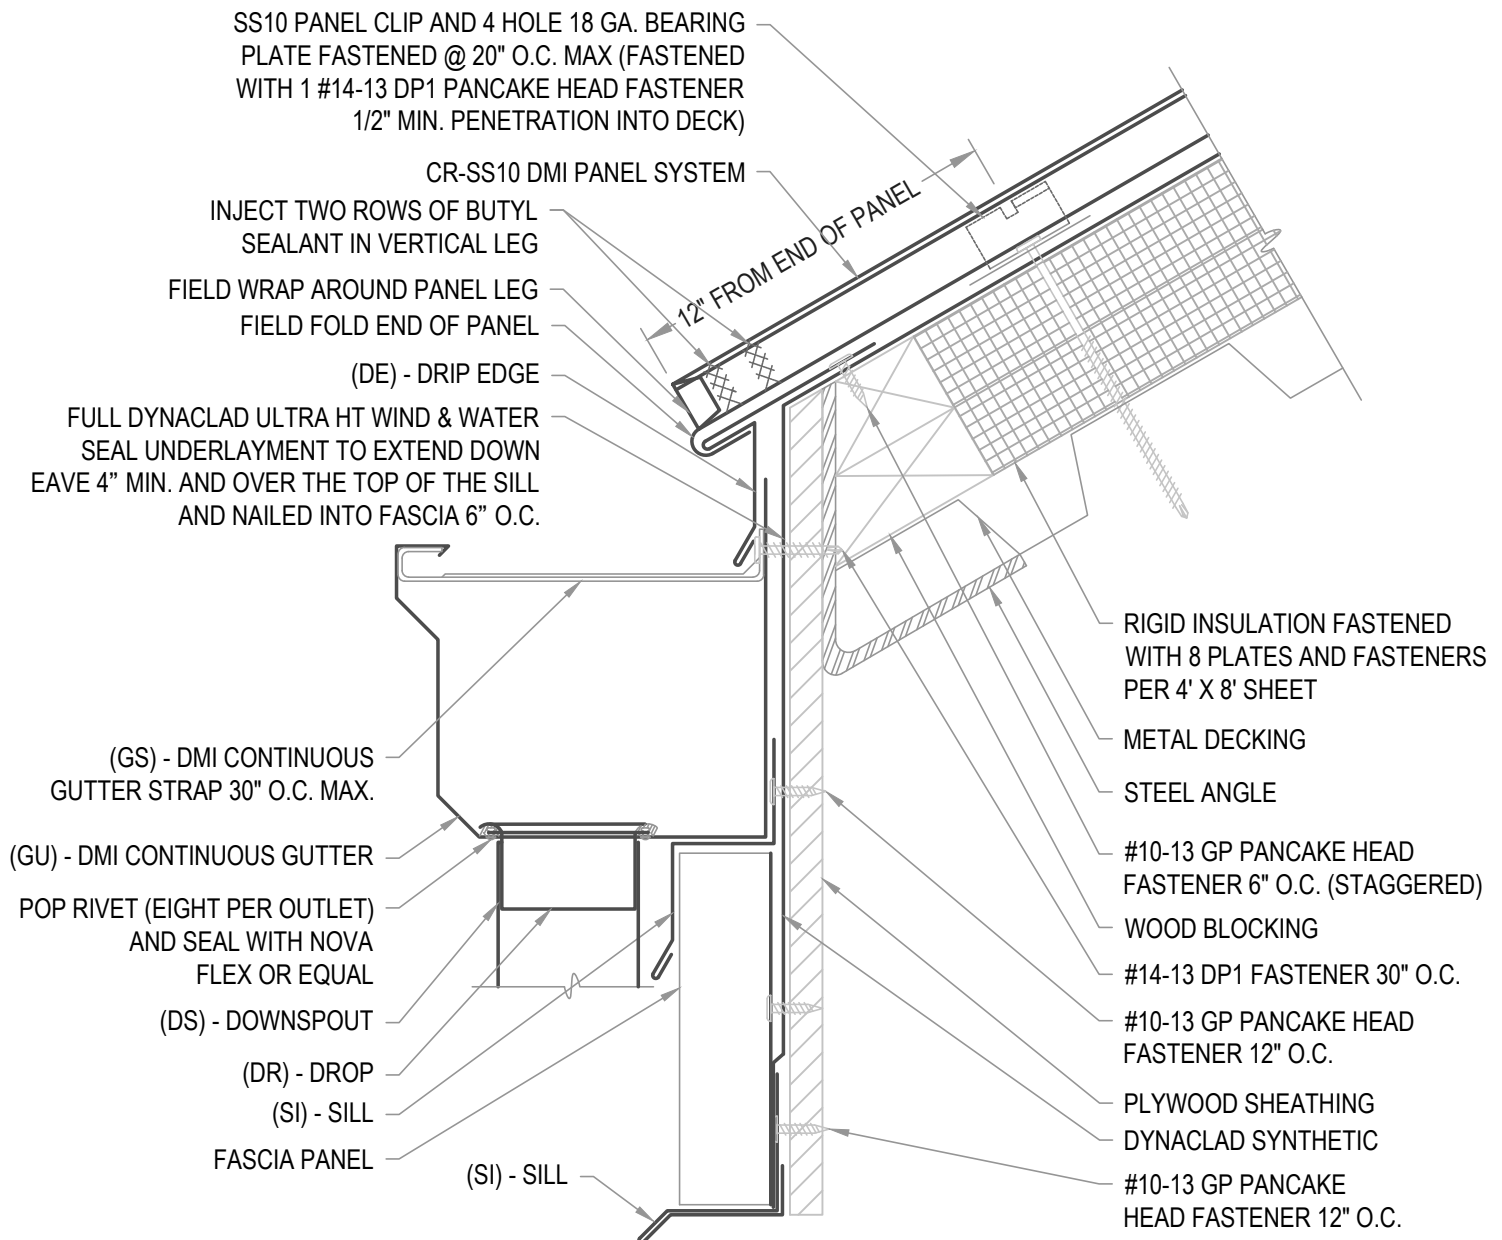 SS10 PANEL CLIP AND 4 HOLE 18 GA. BEARING
PLATE FASTENED @ 20" O.C. MAX (FASTENED
WITH 1 #14-13 DP1 PANCAKE HEAD FASTENER
1/2" MIN. PENETRATION INTO DECK)
CR-SS10 DMI PANEL SYSTEM
INJECT TWO ROWS OF BUTYL
SEALANT IN VERTICAL LEG
FIELD WRAP AROUND PANEL LEG
FIELD FOLD END OF PANEL
(DE) - DRIP EDGE
FULL DYNACLAD ULTRA HT WIND & WATER
SEAL UNDERLAYMENT TO EXTEND DOWN
EAVE 4” MIN. AND OVER THE TOP OF THE SILL
AND NAILED INTO FASCIA 6” O.C.
12" FROM END OF PANEL
(GS) - DMI CONTINUOUS
GUTTER STRAP 30" O.C. MAX.
(GU) - DMI CONTINUOUS GUTTER
POP RIVET (EIGHT PER OUTLET)
AND SEAL WITH NOVA
FLEX OR EQUAL
(DS) - DOWNSPOUT
(DR) - DROP
(SI) - SILL
FASCIA PANEL
(SI) - SILL
RIGID INSULATION FASTENED
WITH 8 PLATES AND FASTENERS
PER 4' X 8' SHEET
METAL DECKING
STEEL ANGLE
#10-13 GP PANCAKE HEAD
FASTENER 6" O.C. (STAGGERED)
WOOD BLOCKING
#14-13 DP1 FASTENER 30" O.C.
#10-13 GP PANCAKE HEAD
FASTENER 12" O.C.
PLYWOOD SHEATHING
DYNACLAD SYNTHETIC
#10-13 GP PANCAKE
HEAD FASTENER 12" O.C.